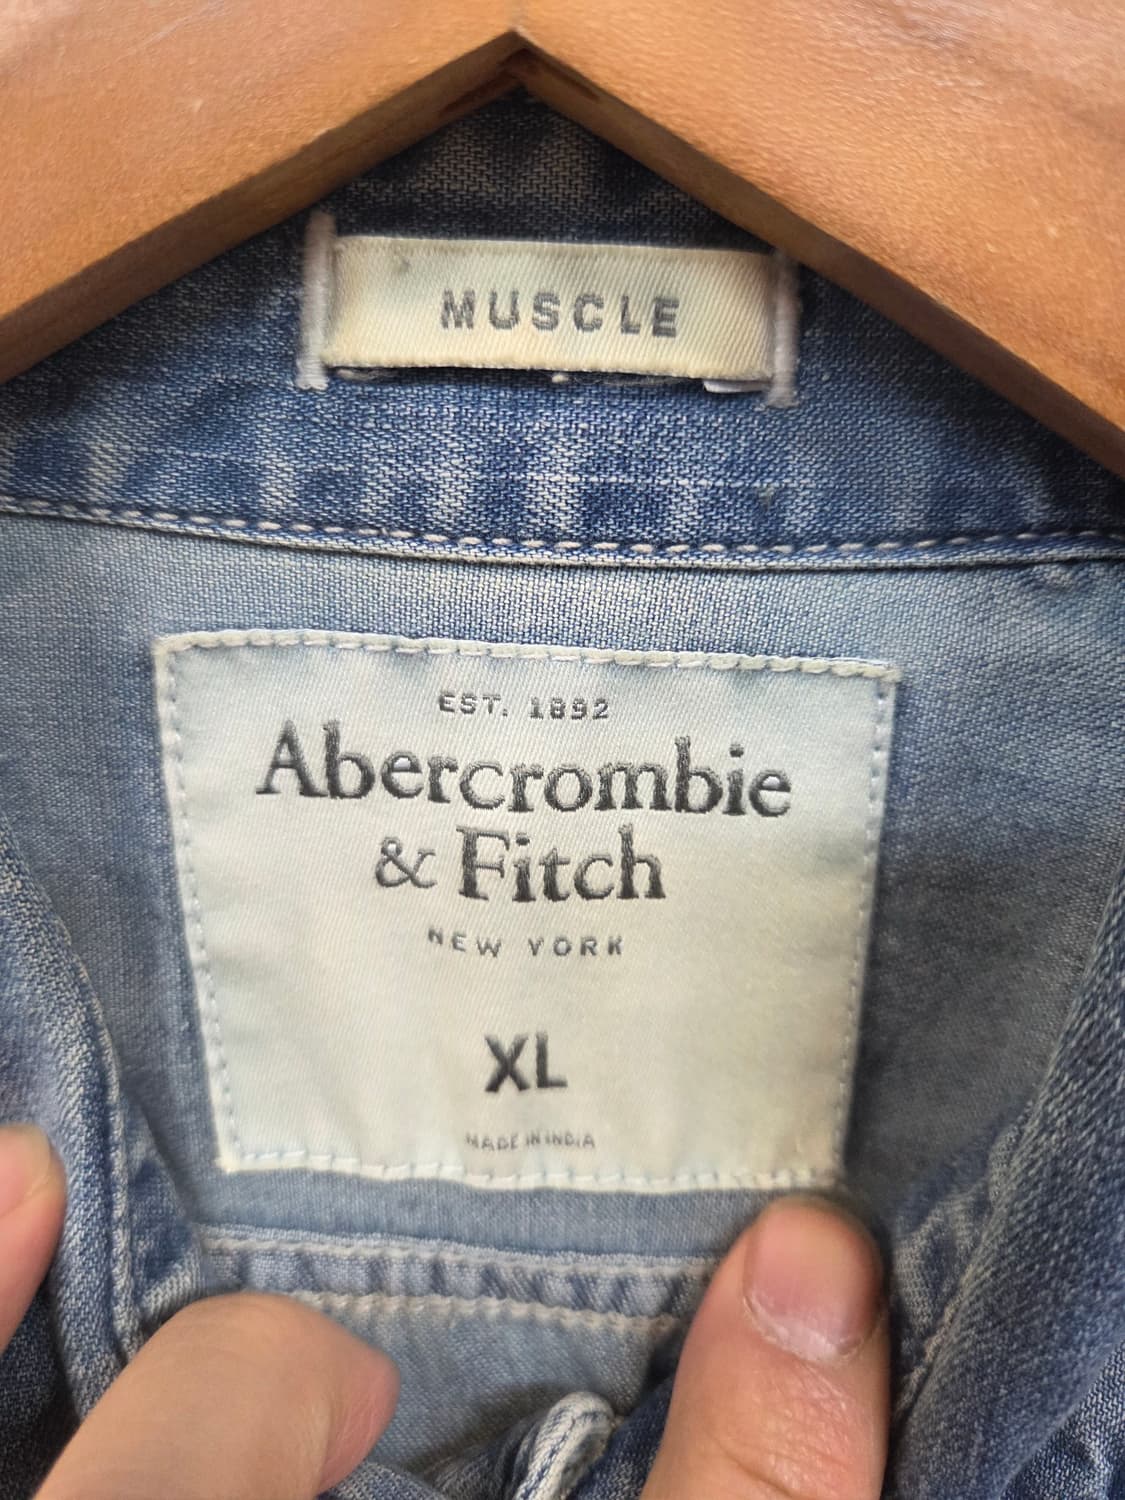 MUSCLE
EST. 1892
Abercrombie
& Fitch
NEW YORK
XL
MADE IN INDIA